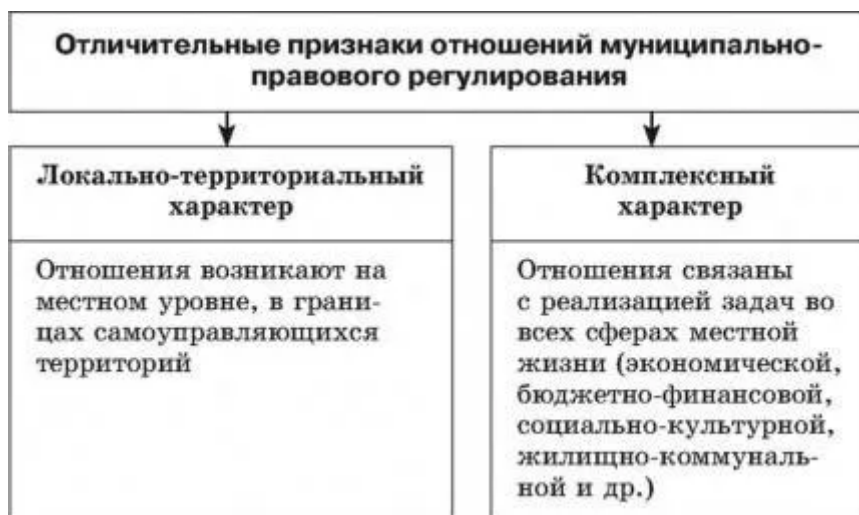 Отличительные признаки отношений муниципально-
правового регулирования
Локально-территориальный
характер
Отношения возникают на
местном уровне, в грани-
цах самоуправляющихся
территорий
Комплексный
характер
Отношения связаны
с реализацией задач во
всех сферах местной
жизни (экономической,
бюджетно-финансовой,
социально-культурной,
жилищно-коммуналь-
ной и др.)